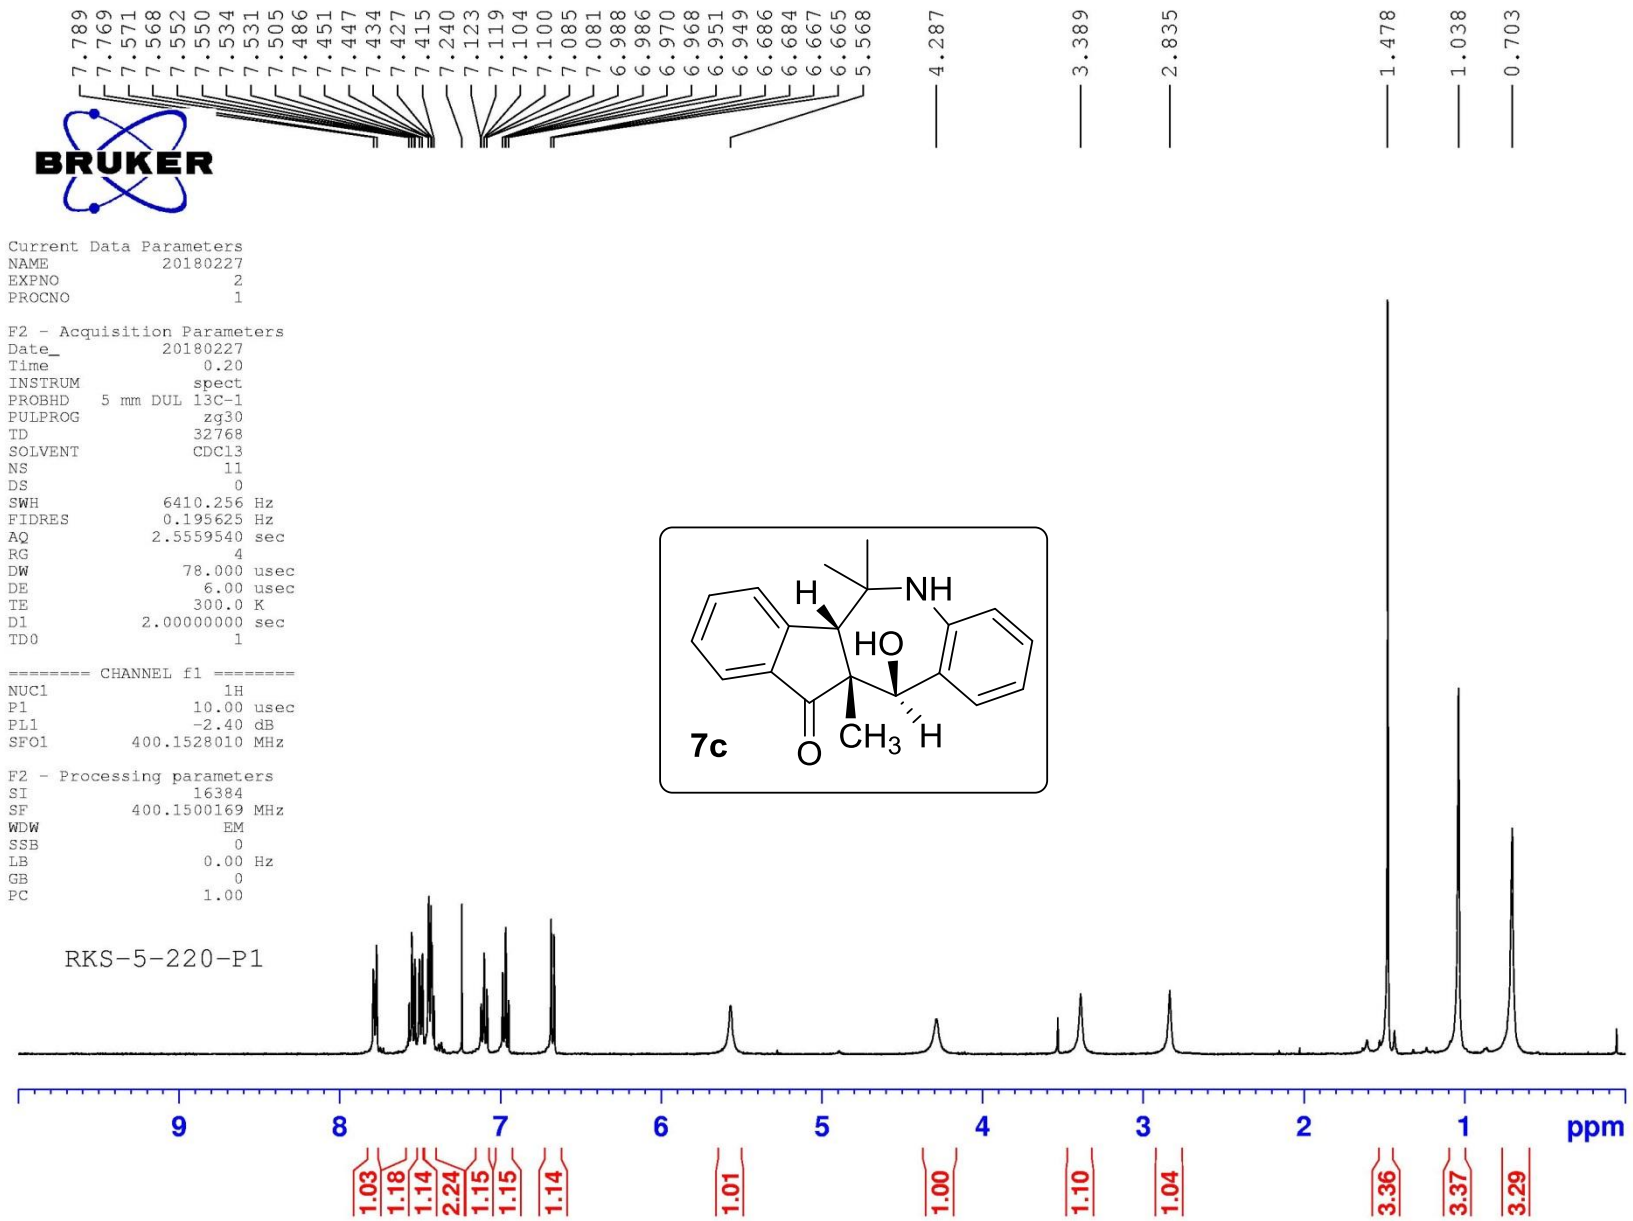 7.789
7.769
7.571
7.568
7.552
7.550
7.534
7.531
7.505
7.486
7.451
7.447
7.434
7.427
7.415
7.240
7.123
7.119
7.104
7.100
7.085
7.081
6.988
6.986
6.970
6.968
6.951
6.949
6.686
6.684
6.667
6.665
5.568
4.287
3.389
2.835
1.478
1.038
0.703
BRUKER
Current Data Parameters
NAME 20180227
EXPNO 2
PROCNO 1
F2 - Acquisition Parameters
Date_ 20180227
Time 0.20
INSTRUM spect
PROBHD 5 mm DUL 13C-1
PULPROG zg30
TD 32768
SOLVENT CDCl3
NS 11
DS 0
SWH 6410.256 Hz
FIDRES 0.195625 Hz
AQ 2.5559540 sec
RG 4
DW 78.000 usec
DE 6.00 usec
TE 300.0 K
D1 2.00000000 sec
TD0 1
======== CHANNEL f1 ========
NUC1 1H
P1 10.00 usec
PL1 -2.40 dB
SFO1 400.1528010 MHz
F2 - Processing parameters
SI 16384
SF 400.1500169 MHz
WDW EM
SSB 0
LB 0.00 Hz
GB 0
PC 1.00
RKS-5-220-P1
H
NH
HO
CH3
H
O
7c
9 8 7 6 5 4 3 2 1 ppm
1.03
1.18
1.14
2.24
1.15
1.15
1.14
1.01
1.00
1.10
1.04
3.36
3.37
3.29